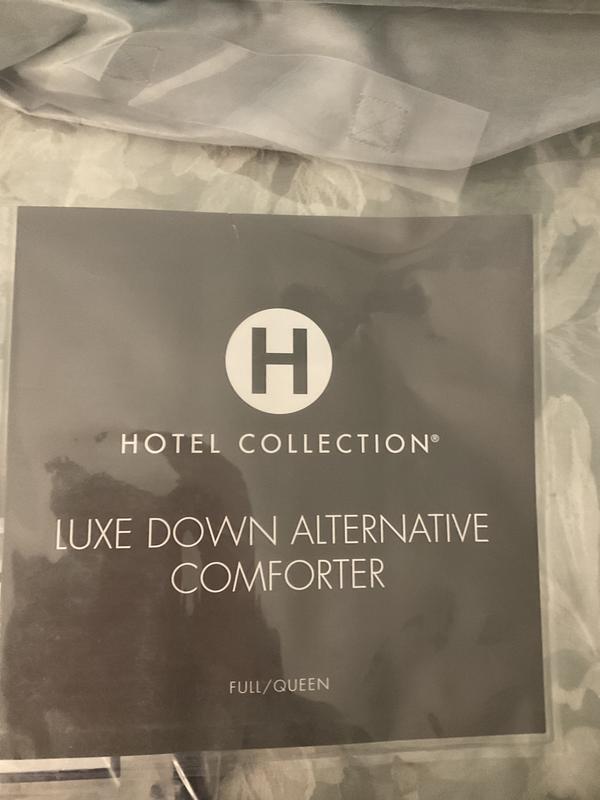 H
HOTEL COLLECTION®
LUXE DOWN ALTERNATIVE
COMFORTER
FULL/QUEEN